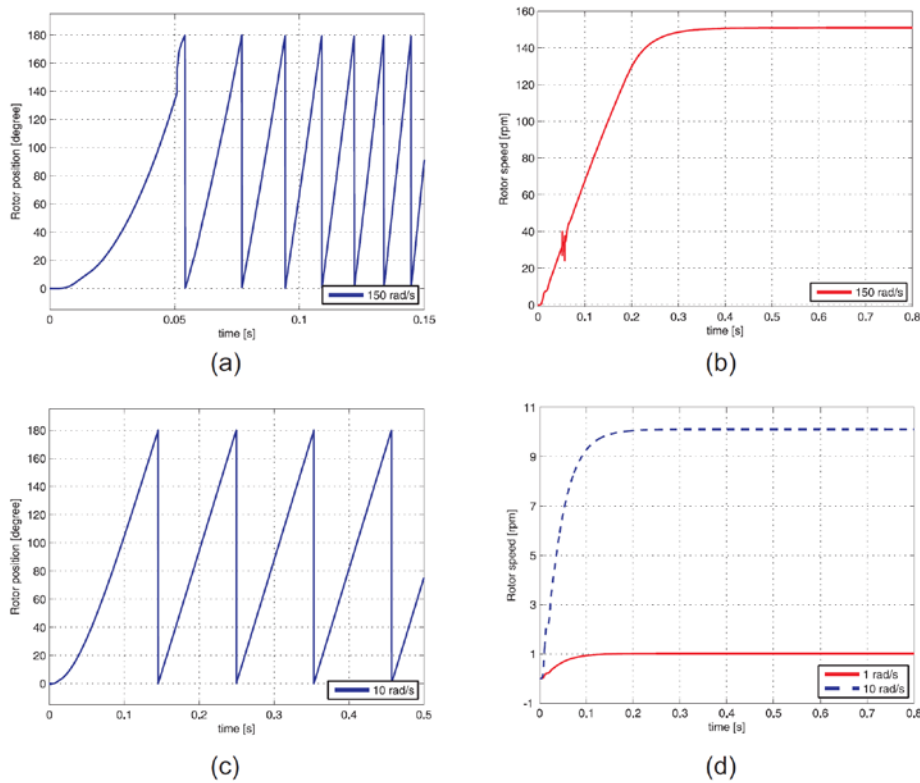 180
160
140
120
100
80
60
40
20
0
Rotor position [degree]
0 0.05 0.1 0.15
time [s]
150 rad/s
(a)
160
140
120
100
80
60
40
20
0
Rotor speed [rpm]
0 0.1 0.2 0.3 0.4 0.5 0.6 0.7 0.8
time [s]
150 rad/s
(b)
180
160
140
120
100
80
60
40
20
0
Rotor position [degree]
0 0.1 0.2 0.3 0.4 0.5
time [s]
10 rad/s
(c)
11
9
7
5
3
1
-1
Rotor speed [rpm]
0 0.1 0.2 0.3 0.4 0.5 0.6 0.7 0.8
time [s]
1 rad/s
10 rad/s
(d)